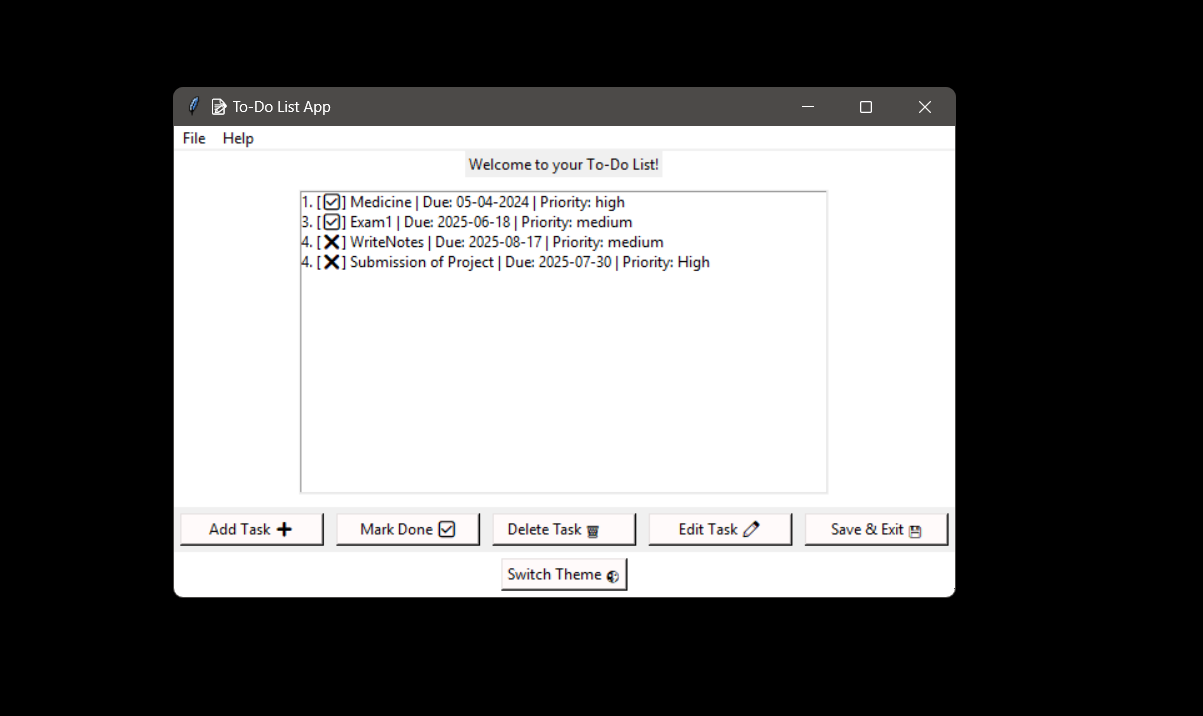 To-Do List App
File Help
Welcome to your To-Do List!
1. [☑] Medicine | Due: 05-04-2024 | Priority: high
3. [☑] Exam1 | Due: 2025-06-18 | Priority: medium
4. [❌] WriteNotes | Due: 2025-08-17 | Priority: medium
4. [❌] Submission of Project | Due: 2025-07-30 | Priority: High
Add Task ➕ Mark Done ☑ Delete Task 🗑 Edit Task ✏ Save & Exit 💾
Switch Theme 🌗